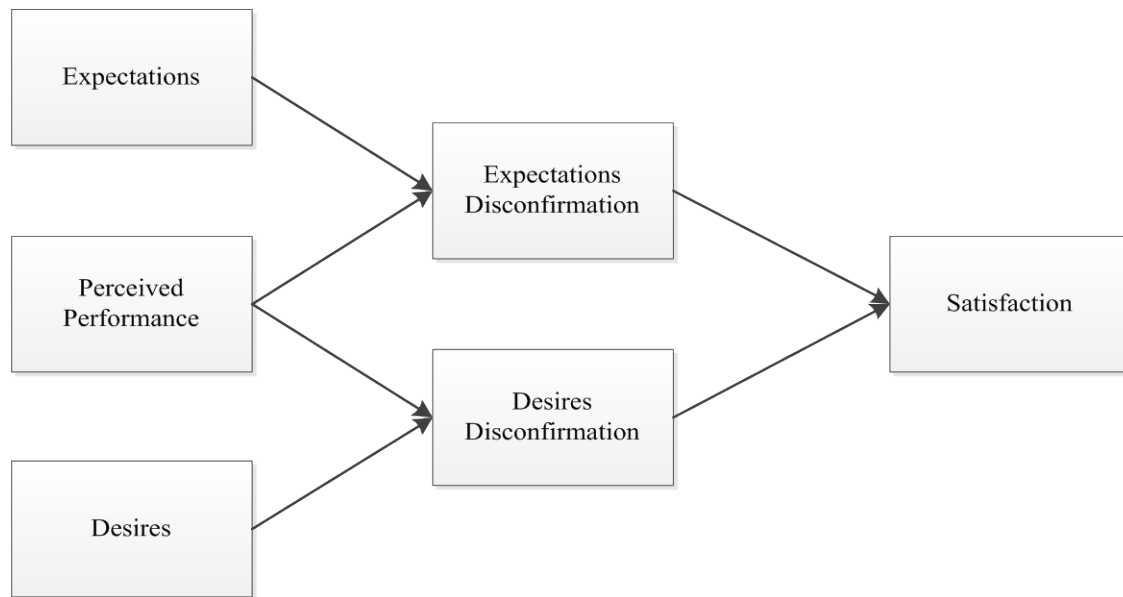 Expectations
Expectations
Disconfirmation
Perceived
Performance
Satisfaction
Desires
Disconfirmation
Desires